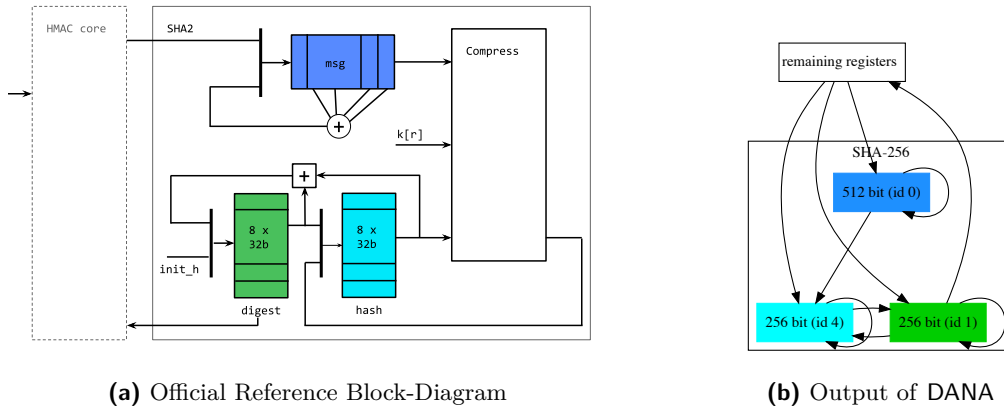 HMAC core
SHA2
msg
Compress
+
k[r]
+
8 x
32b
8 x
32b
init_h
digest
hash
(a) Official Reference Block-Diagram
remaining registers
SHA-256
512 bit (id 0)
256 bit (id 4)
256 bit (id 1)
(b) Output of DANA